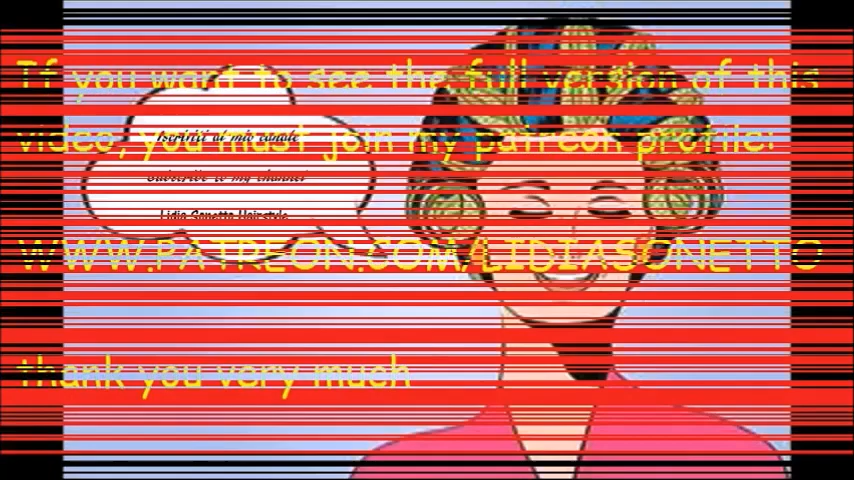 If you want to see the full version of this
video, you must join my patreon profile:
WWW.PATREON.COM/LIDIASONETTO
thank you very much
Iscriviti al mio canale
Subscribe to my channel
Lidia Sonetto Hairstyle